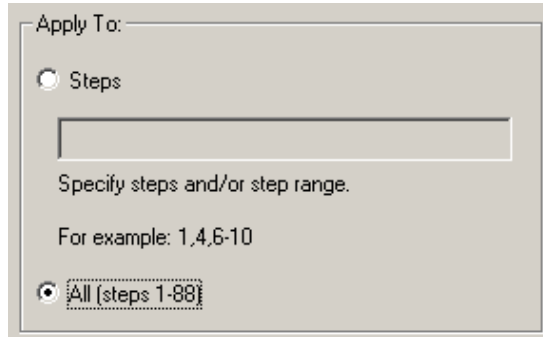 Apply To:
Steps
Specify steps and/or step range.
For example: 1,4,6-10
All (steps 1-88)